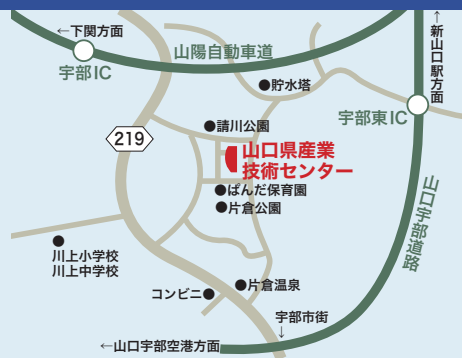 ←下関方面
山陽自動車道
↑新山口駅方面
宇部IC
●貯水塔
宇部東IC
●請川公園
219
山口県産業
技術センター
●ぱんだ保育園
●片倉公園
山口宇部道路
●
川上小学校
川上中学校
●片倉温泉
コンビニ●
宇部市街
↓
←山口宇部空港方面